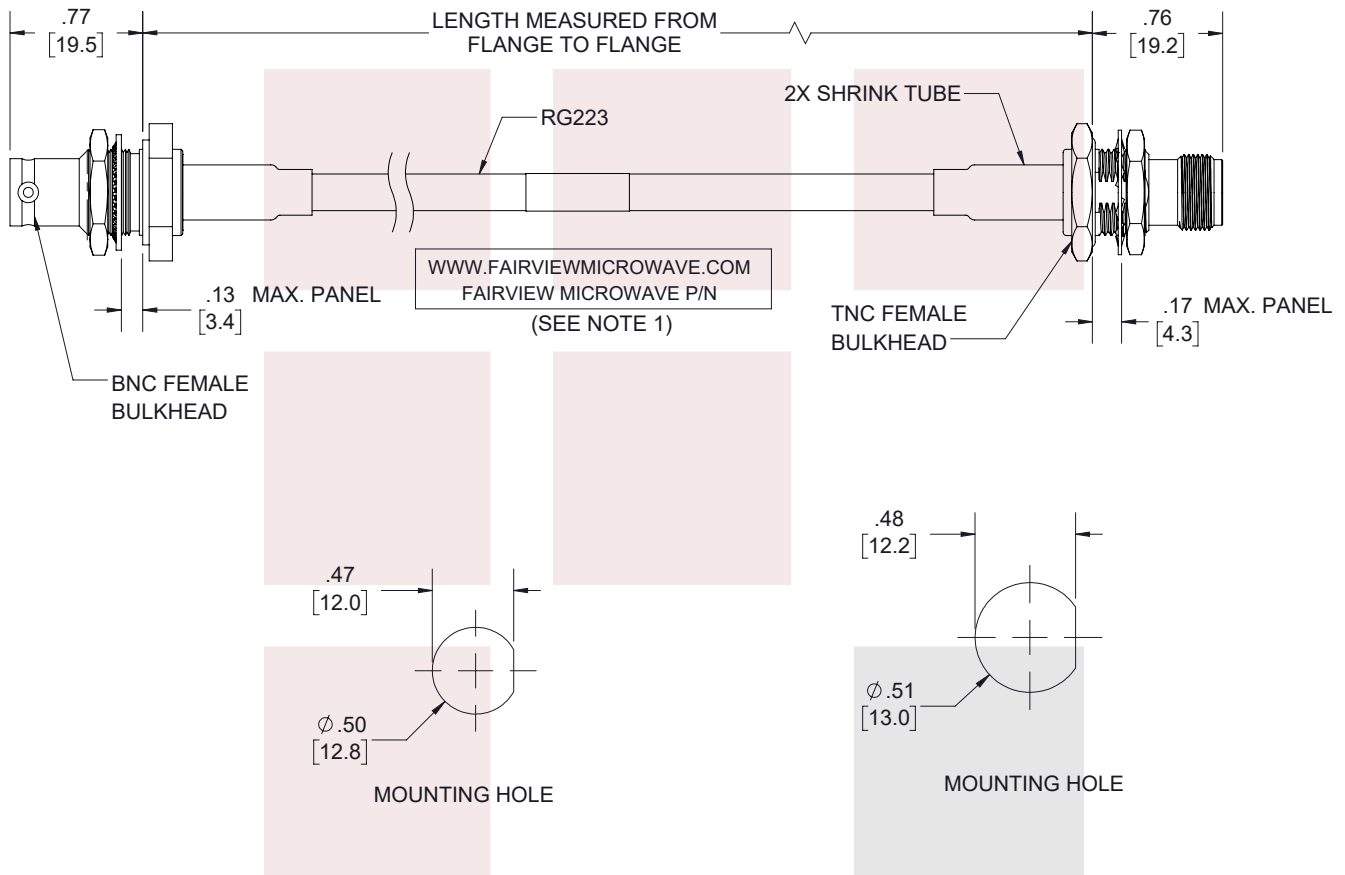 .77
[19.5]
LENGTH MEASURED FROM
FLANGE TO FLANGE
.76
[19.2]
2X SHRINK TUBE
RG223
WWW.FAIRVIEWMICROWAVE.COM
FAIRVIEW MICROWAVE P/N
(SEE NOTE 1)
.13 MAX. PANEL
[3.4]
TNC FEMALE
BULKHEAD
.17 MAX. PANEL
[4.3]
BNC FEMALE
BULKHEAD
.47
[12.0]
⌀.50
[12.8]
MOUNTING HOLE
.48
[12.2]
⌀.51
[13.0]
MOUNTING HOLE